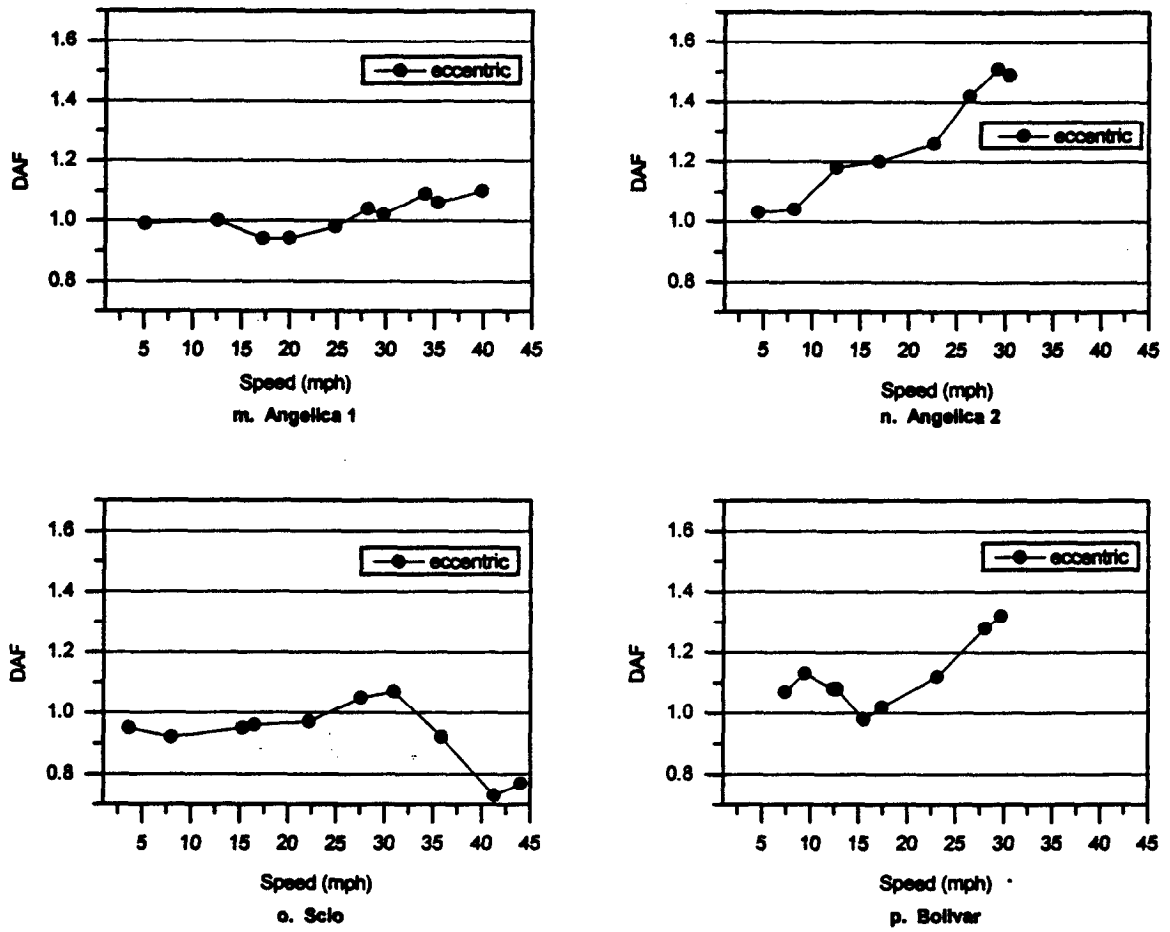 1.6
1.4
1.2
1.0
0.8
DAF
eccentric
5 10 15 20 25 30 35 40 45
Speed (mph)
m. Angelica 1
1.6
1.4
1.2
1.0
0.8
DAF
eccentric
5 10 15 20 25 30 35 40 45
Speed (mph)
n. Angelica 2
1.6
1.4
1.2
1.0
0.8
DAF
eccentric
5 10 15 20 25 30 35 40 45
Speed (mph)
o. Scio
1.6
1.4
1.2
1.0
0.8
DAF
eccentric
5 10 15 20 25 30 35 40 45
Speed (mph)
p. Bolivar